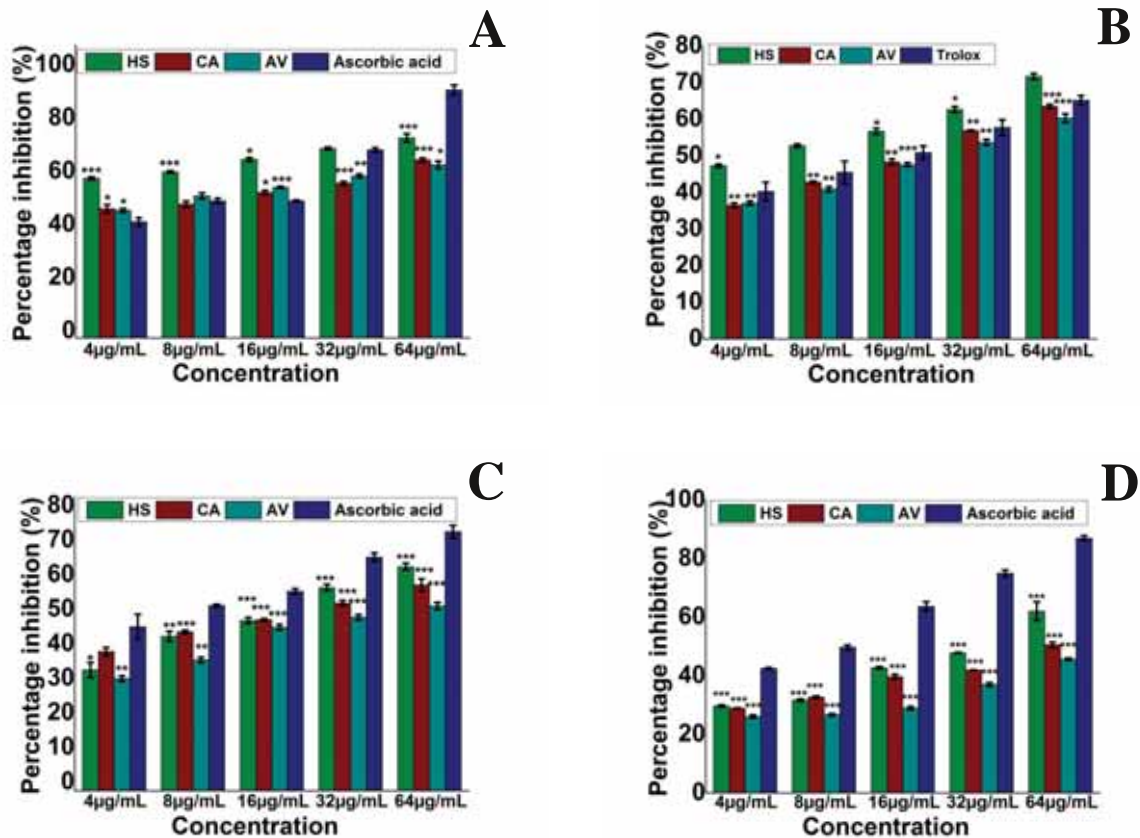 A
HS CA AV Ascorbic acid
Percentage inhibition (%)
100
80
60
40
20
0
*** * *
***
* * ***
*** **
*** *** *
4µg/mL 8µg/mL 16µg/mL 32µg/mL 64µg/mL
Concentration
B
HS CA AV Trolox
Percentage inhibition (%)
80
70
60
50
40
30
20
10
0
* ** **
** **
* ** ***
* ** **
*** ***
4µg/mL 8µg/mL 16µg/mL 32µg/mL 64µg/mL
Concentration
C
HS CA AV Ascorbic acid
Percentage inhibition (%)
80
70
60
50
40
30
20
10
0
* **
** *** **
*** *** ***
*** *** ***
*** *** ***
4µg/mL 8µg/mL 16µg/mL 32µg/mL 64µg/mL
Concentration
D
HS CA AV Ascorbic acid
Percentage inhibition (%)
100
80
60
40
20
0
*** *** ***
*** *** ***
*** *** ***
*** *** ***
*** *** ***
4µg/mL 8µg/mL 16µg/mL 32µg/mL 64µg/mL
Concentration